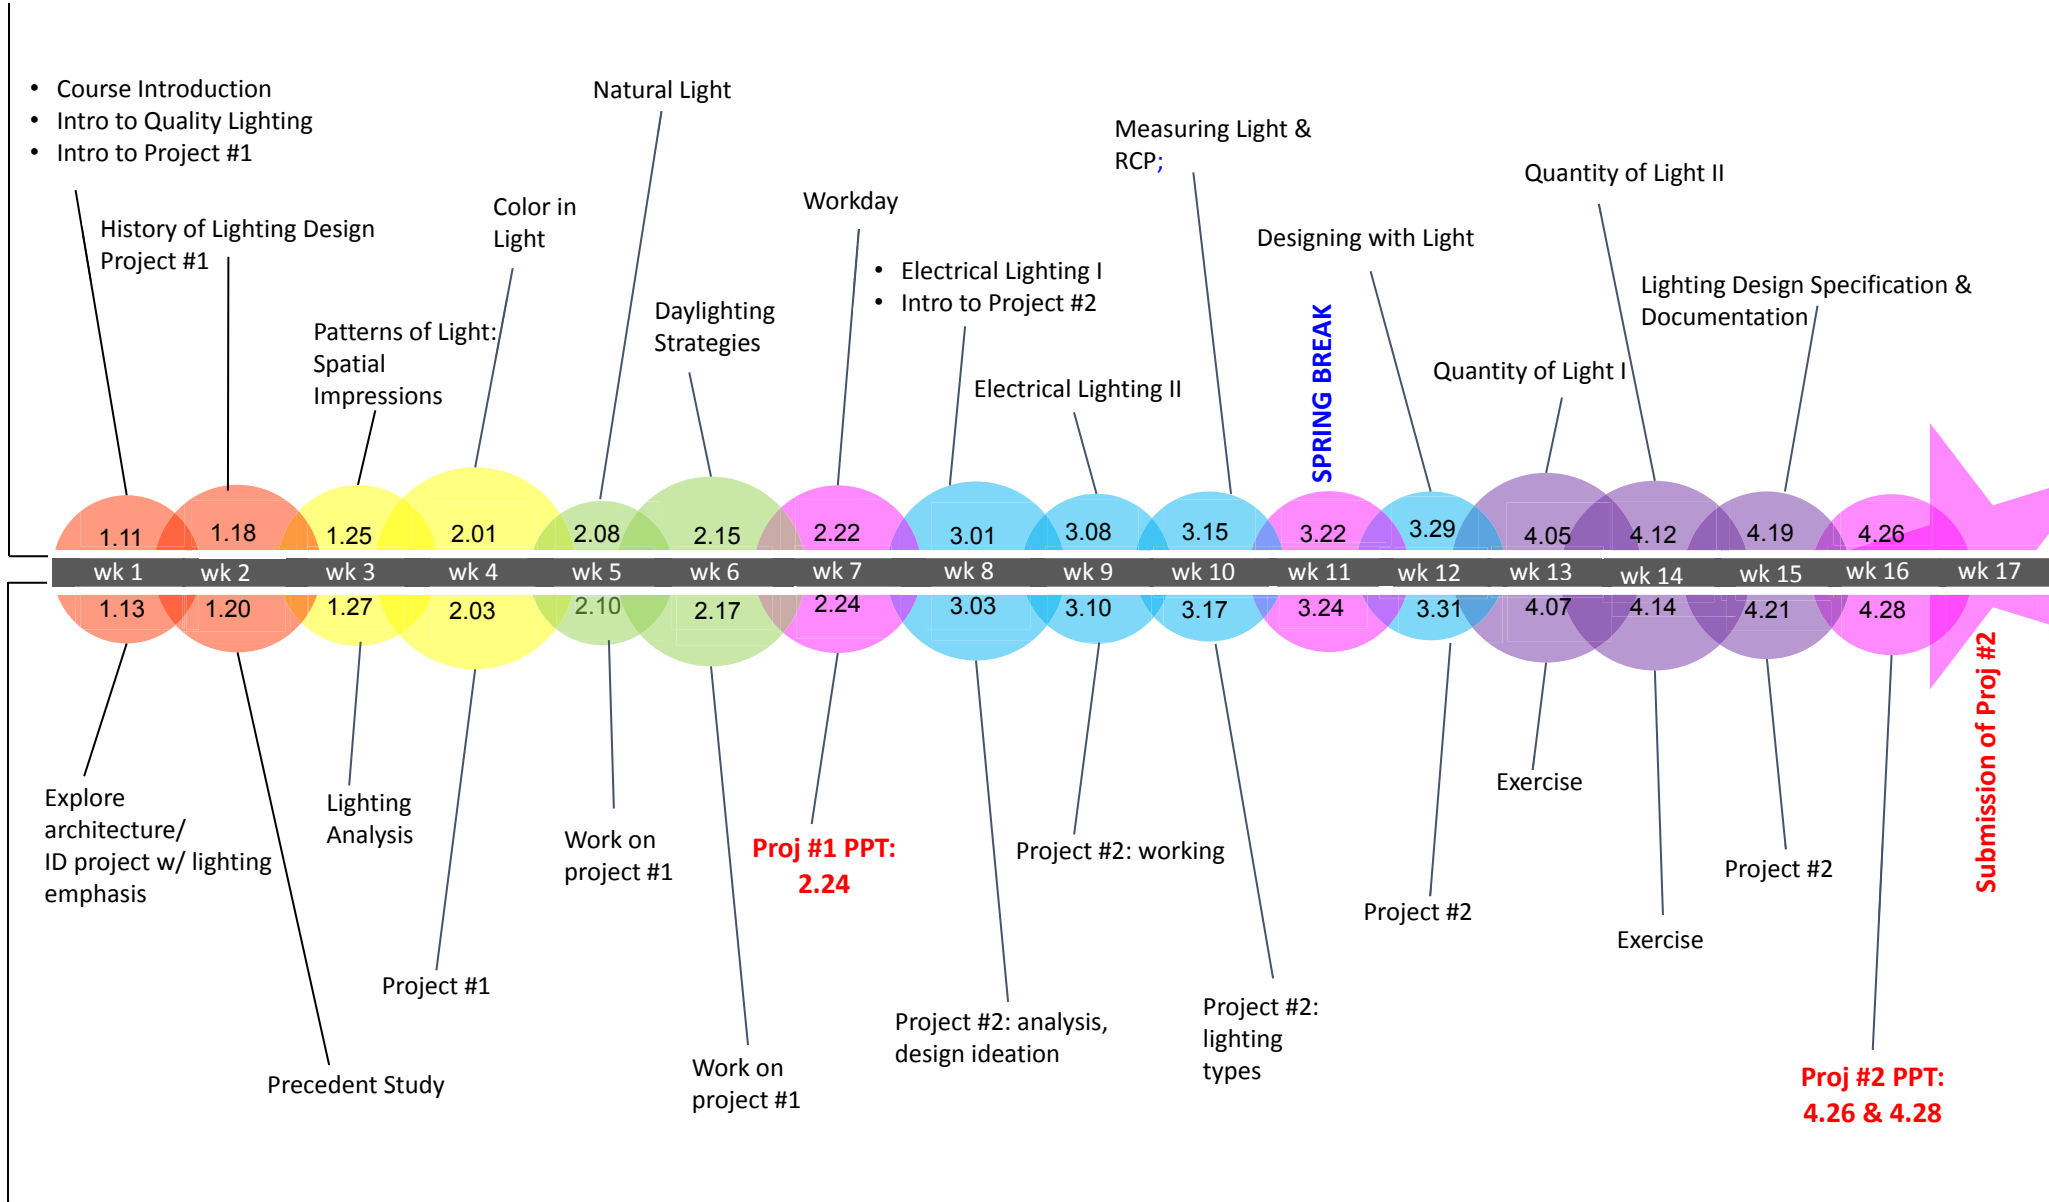 • Course Introduction
• Intro to Quality Lighting
• Intro to Project #1
History of Lighting Design
Project #1
Patterns of Light:
Spatial
Impressions
Color in
Light
Natural Light
Daylighting
Strategies
Workday
• Electrical Lighting I
• Intro to Project #2
Electrical Lighting II
Measuring Light &
RCP;
SPRING BREAK
Designing with Light
Quantity of Light I
Quantity of Light II
Lighting Design Specification &
Documentation
1.11 1.18 1.25 2.01 2.08 2.15 2.22 3.01 3.08 3.15 3.22 3.29 4.05 4.12 4.19 4.26
wk 1 wk 2 wk 3 wk 4 wk 5 wk 6 wk 7 wk 8 wk 9 wk 10 wk 11 wk 12 wk 13 wk 14 wk 15 wk 16 wk 17
1.13 1.20 1.27 2.03 2.10 2.17 2.24 3.03 3.10 3.17 3.24 3.31 4.07 4.14 4.21 4.28
Explore
architecture/
ID project w/ lighting
emphasis
Precedent Study
Lighting
Analysis
Project #1
Work on
project #1
Work on
project #1
Proj #1 PPT:
2.24
Project #2: analysis,
design ideation
Project #2: working
Project #2:
lighting
types
Project #2
Exercise
Exercise
Project #2
Proj #2 PPT:
4.26 & 4.28
Submission of Proj #2